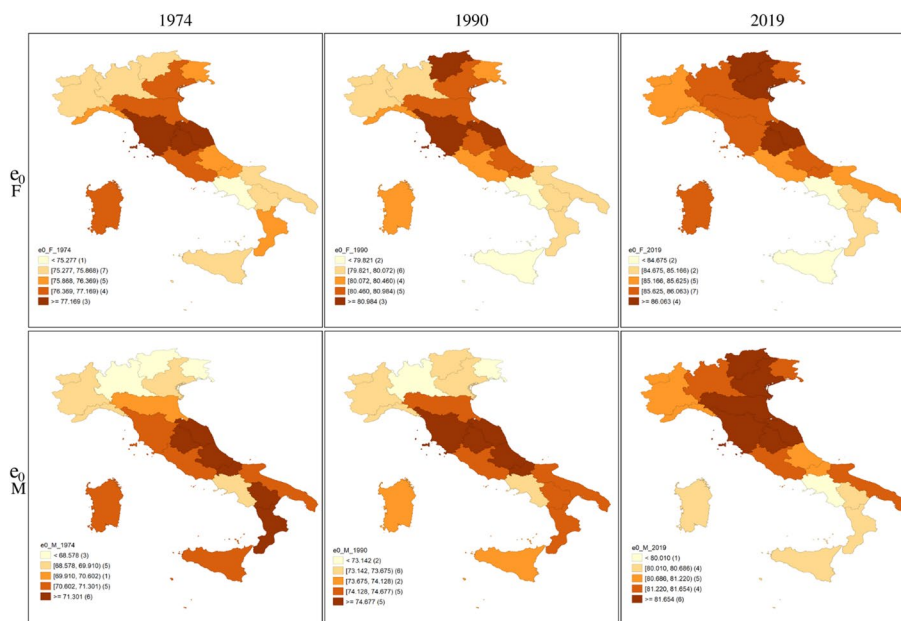 1974
1990
2019
e0
F
e0_F_1974
< 75.277 (1)
[75.277, 75.868) (7)
[75.868, 76.369) (5)
[76.369, 77.169) (4)
>= 77.169 (3)
e0_F_1990
< 79.821 (2)
[79.821, 80.072) (6)
[80.072, 80.460) (4)
[80.460, 80.984) (5)
>= 80.984 (3)
e0_F_2019
< 84.675 (2)
[84.675, 85.166) (2)
[85.166, 85.625) (5)
[85.625, 86.063) (7)
>= 86.063 (4)
e0
M
e0_M_1974
< 68.578 (3)
[68.578, 69.910) (5)
[69.910, 70.602) (1)
[70.602, 71.301) (5)
>= 71.301 (6)
e0_M_1990
< 73.142 (2)
[73.142, 73.675) (6)
[73.675, 74.128) (2)
[74.128, 74.677) (5)
>= 74.677 (5)
e0_M_2019
< 80.010 (1)
[80.010, 80.686) (4)
[80.686, 81.220) (5)
[81.220, 81.654) (4)
>= 81.654 (6)